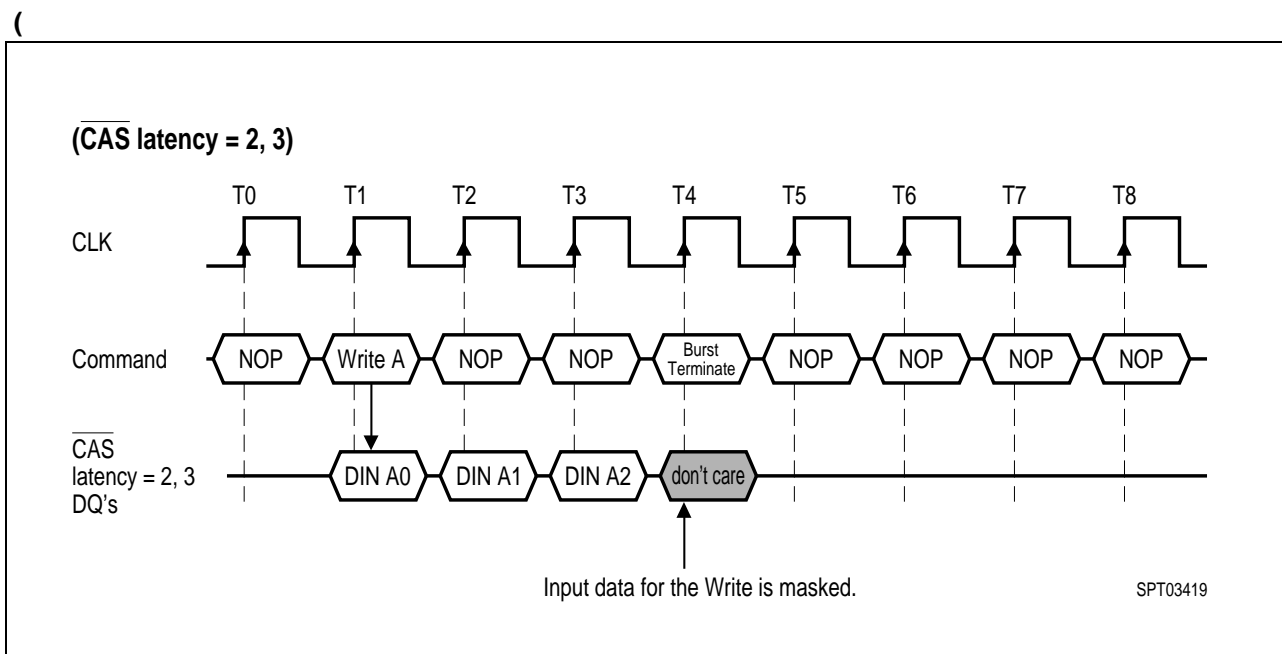 (
(CAS latency = 2, 3)
T0 T1 T2 T3 T4 T5 T6 T7 T8
CLK
Command NOP Write A NOP NOP Burst Terminate NOP NOP NOP NOP
CAS
latency = 2, 3
DQ's
DIN A0 DIN A1 DIN A2 don't care
Input data for the Write is masked.
SPT03419